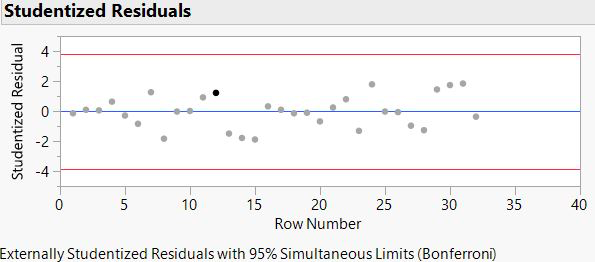 Studentized Residuals
Studentized Residual
4
2
0
-2
-4
0 5 10 15 20 25 30 35 40
Row Number
Externally Studentized Residuals with 95% Simultaneous Limits (Bonferroni)